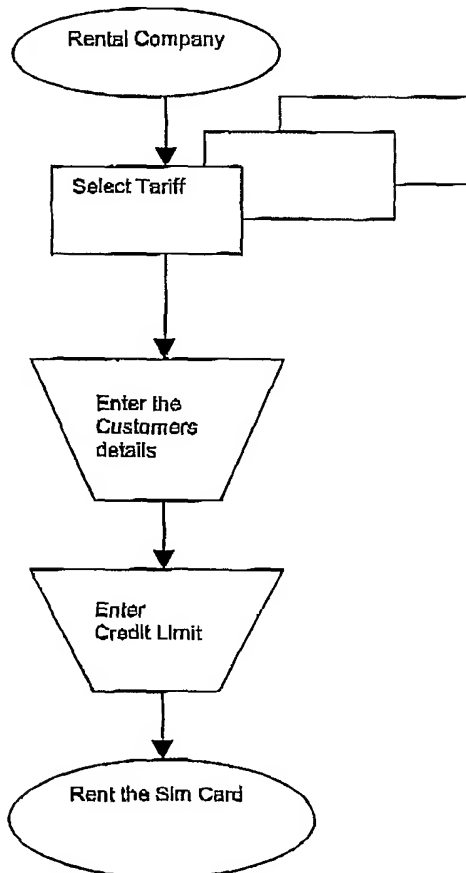 Rental Company
Select Tariff
Enter the
Customers
details
Enter
Credit Limit
Rent the Sim Card